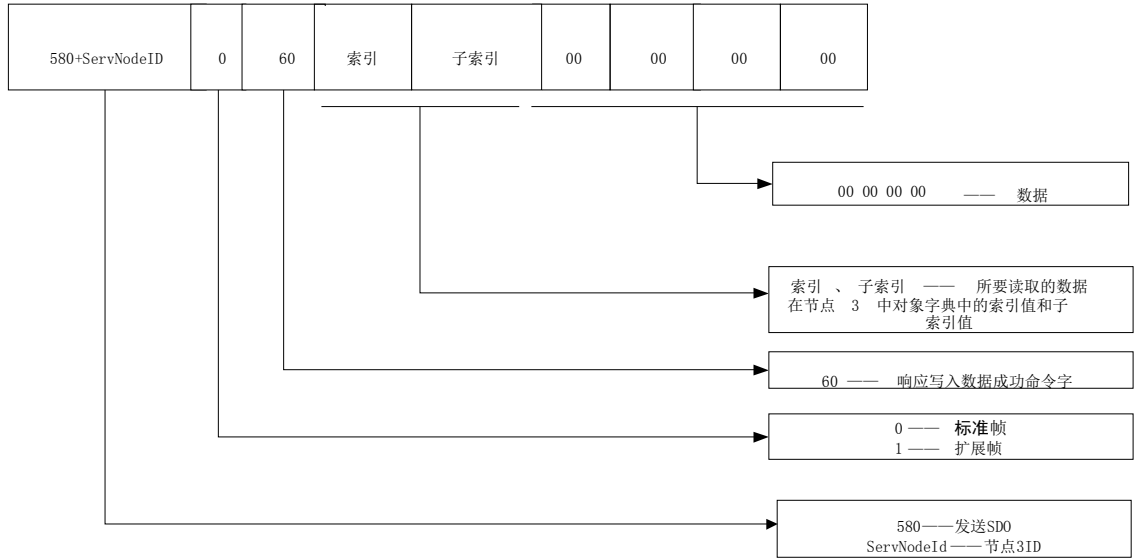 580+ServNodeID 0 60 索引 子索引 00 00 00 00
00 00 00 00 —— 数据
索引 、 子索引 —— 所要读取的数据
在节点 3 中对象字典中的索引值和子
索引值
60 —— 响应写入数据成功命令字
0 —— 标准帧
1 —— 扩展帧
580——发送SDO
ServNodeId——节点3ID